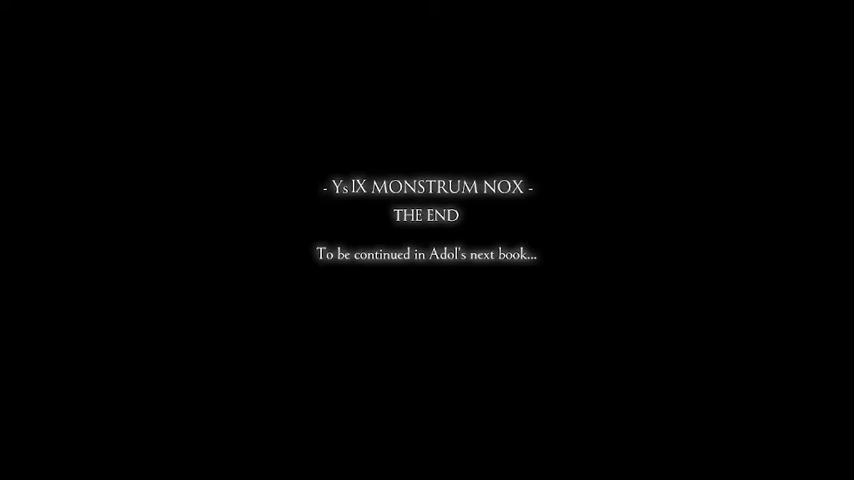 - Ys IX MONSTRUM NOX -
THE END
To be continued in Adol's next book...